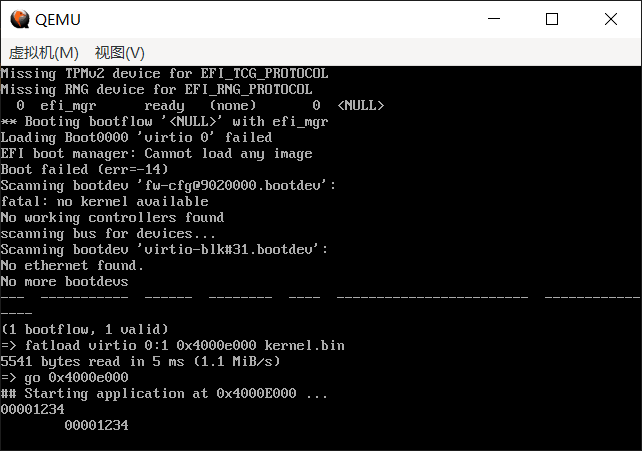 QEMU
虚拟机(M) 视图(V)
Missing TPMv2 device for EFI_TCG_PROTOCOL
Missing RNG device for EFI_RNG_PROTOCOL
  0  efi_mgr      ready   (none)       0  <NULL>
** Booting bootflow '<NULL>' with efi_mgr
Loading Boot0000 'virtio 0' failed
EFI boot manager: Cannot load any image
Boot failed (err=-14)
Scanning bootdev 'fw-cfg@9020000.bootdev':
fatal: no kernel available
No working controllers found
scanning bus for devices...
Scanning bootdev 'virtio-blk#31.bootdev':
No ethernet found.
No more bootdevs
---  -----------  ------  --------  ----  ------------------------  ------------
----
(1 bootflow, 1 valid)
=> fatload virtio 0:1 0x4000e000 kernel.bin
5541 bytes read in 5 ms (1.1 MiB/s)
=> go 0x4000e000
## Starting application at 0x4000E000 ...
00001234
        00001234